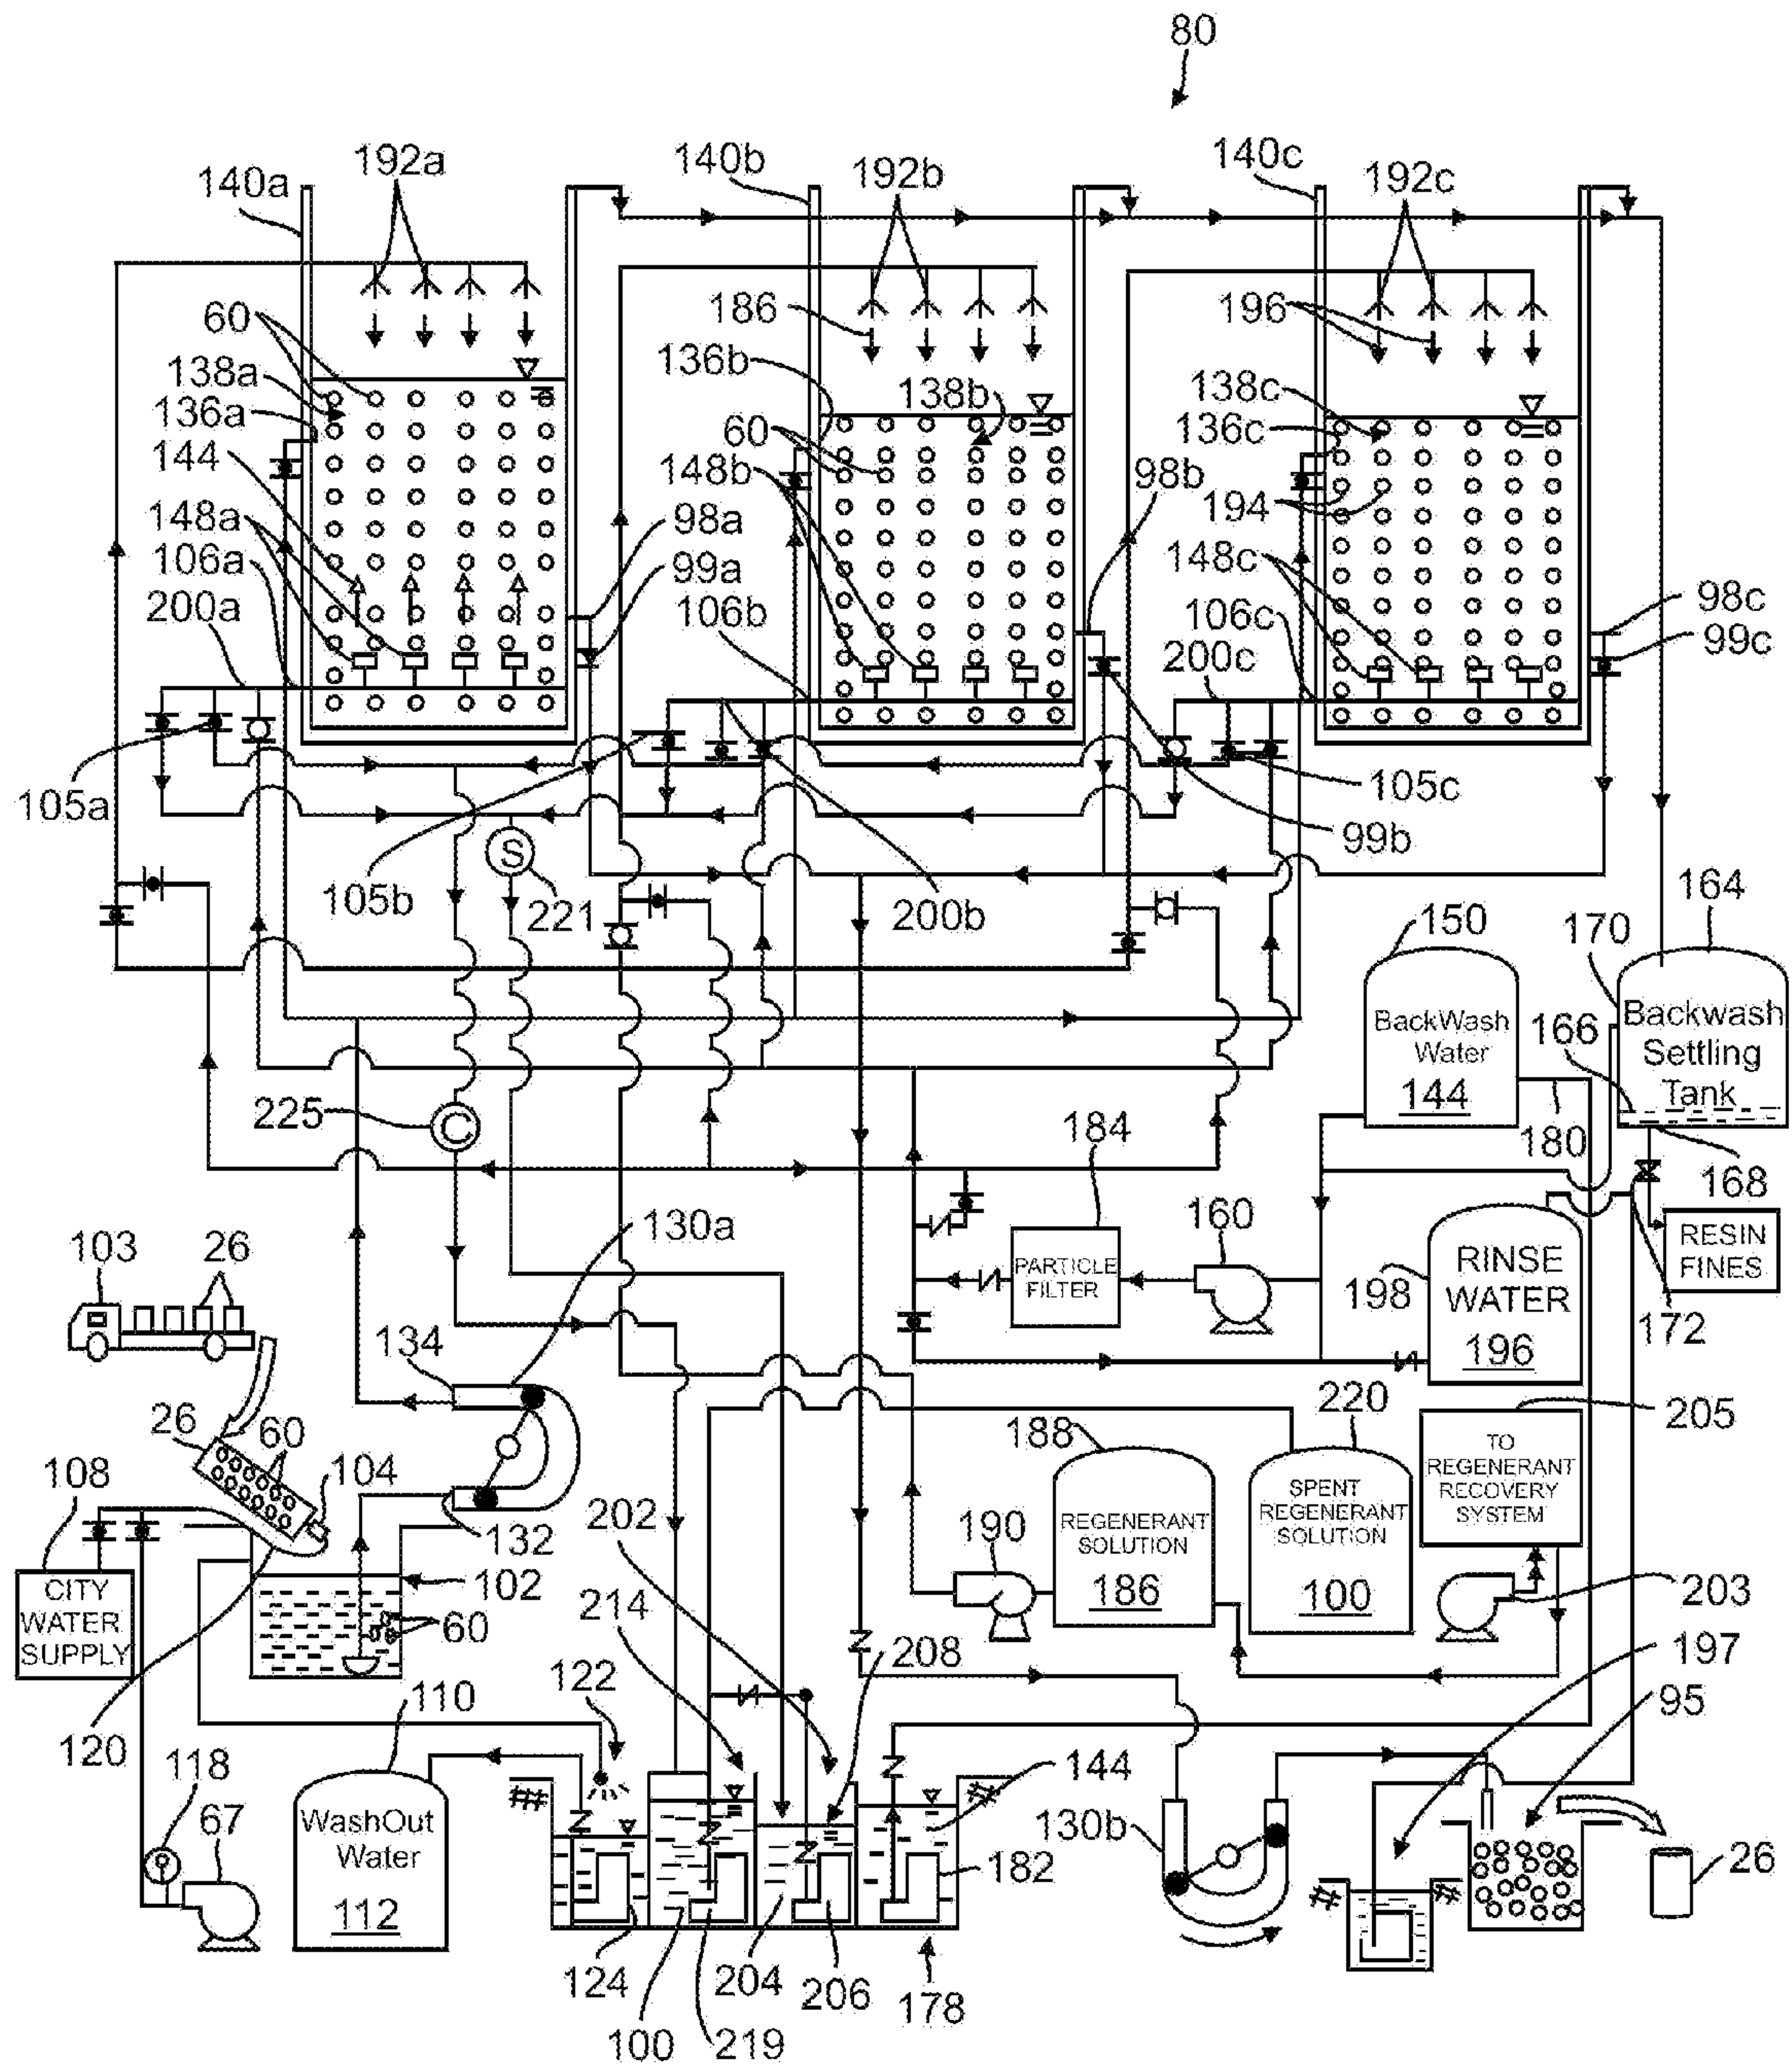 80
140a
192a
140b
192b
140c
192c
60
186
196
138a
136b
138c
136a
138b
136c
144
60
148b
98b
194
148a
98a
148c
106a
99a
98c
200a
106b
106c
99c
200c
105a
105c
S
99b
105b
221
200b
164
150
170
BackWash
Water
144
Backwash
Settling
Tank
166
225
C
184
180
168
103
26
130a
160
PARTICLE
FILTER
RINSE
WATER
196
198
RESIN
FINES
172
134
26
60
104
108
188
220
205
TO
REGENERANT
RECOVERY
SYSTEM
SPENT
REGENERANT
SOLUTION
100
REGENERANT
SOLUTION
186
202
190
132
102
CITY
WATER
SUPPLY
60
214
208
203
197
122
95
120
110
118
67
WashOut
Water
112
144
130b
182
26
124
204
206
178
100
219